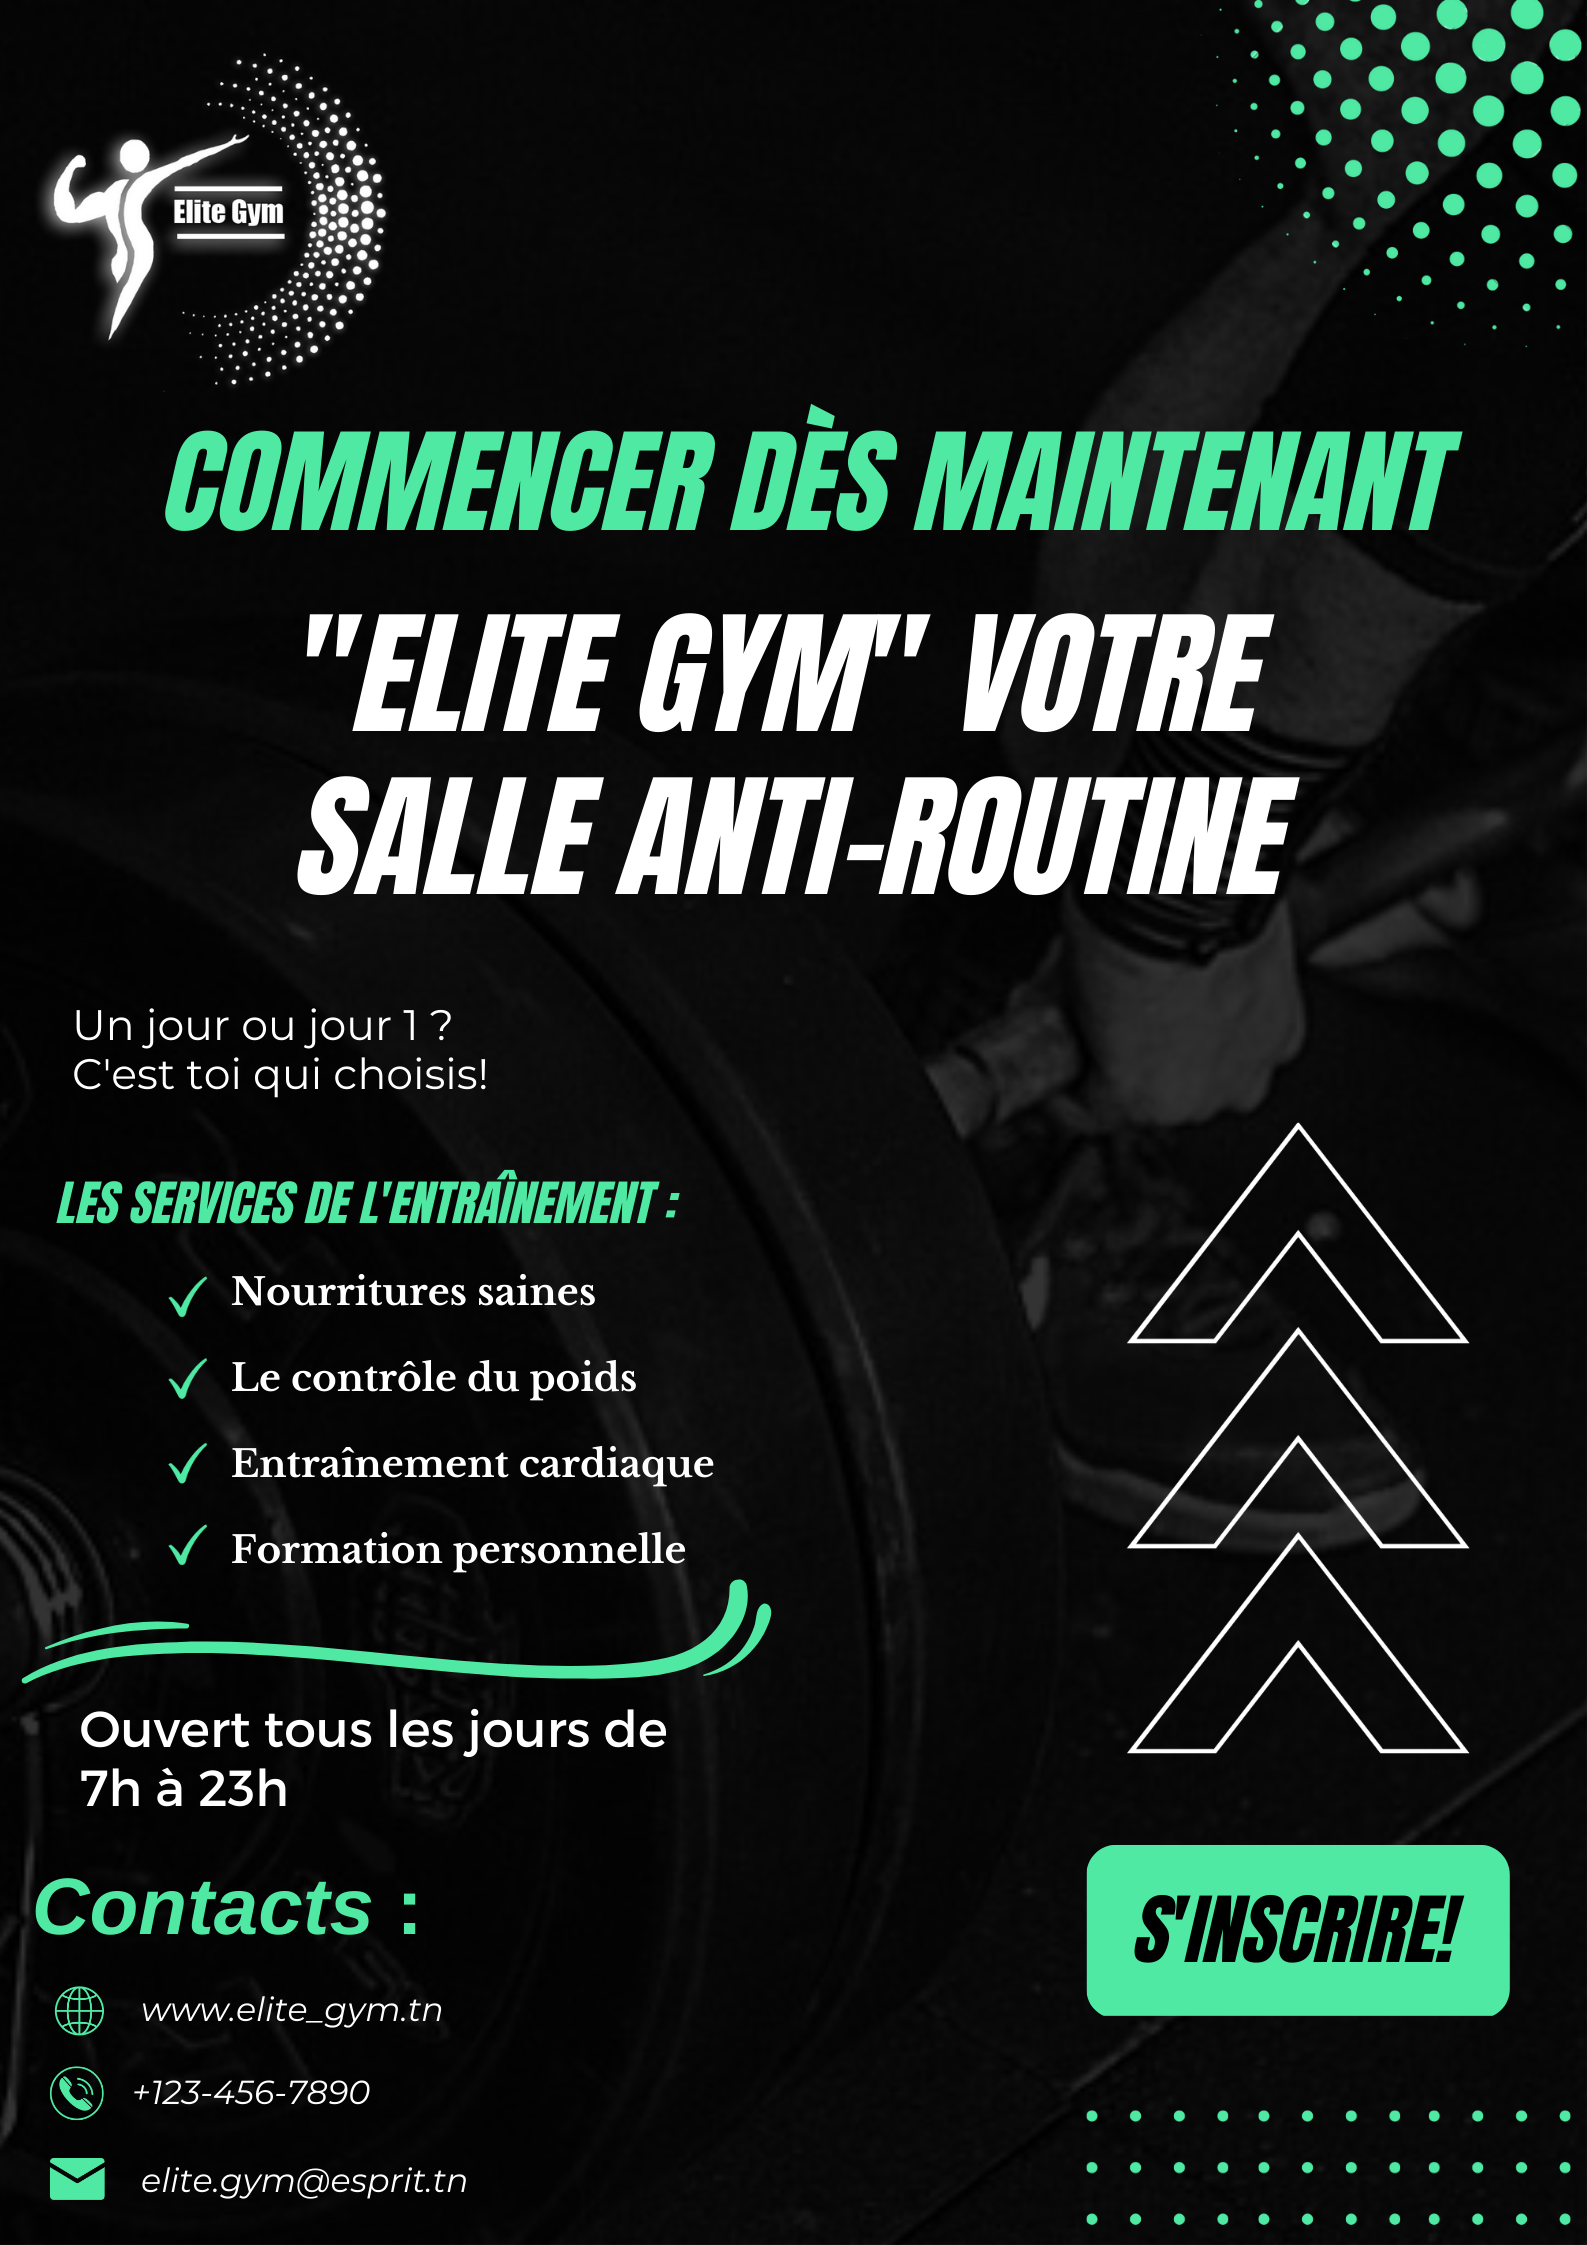 Elite Gym
COMMENCER DÈS MAINTENANT
"ELITE GYM" VOTRE
SALLE ANTI-ROUTINE
Un jour ou jour 1 ?
C'est toi qui choisis!
LES SERVICES DE L'ENTRAÎNEMENT :
Nourritures saines
Le contrôle du poids
Entraînement cardiaque
Formation personnelle
Ouvert tous les jours de
7h à 23h
Contacts :
www.elite_gym.tn
+123-456-7890
elite.gym@esprit.tn
S'INSCRIRE!